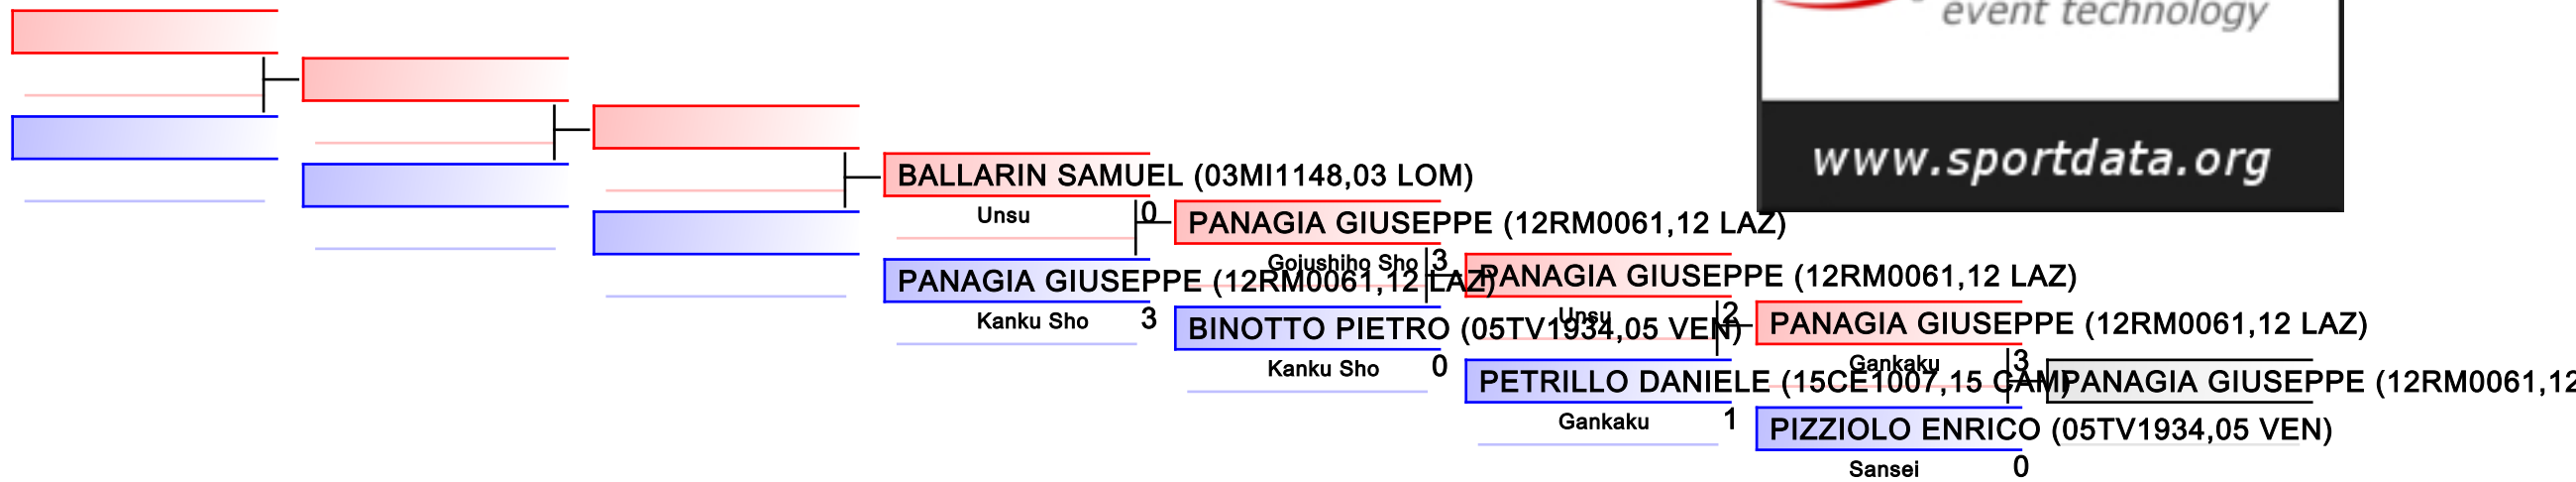 event technology
www.sportdata.org
BALLARIN SAMUEL (03MI1148,03 LOM)
Unsu 0
PANAGIA GIUSEPPE (12RM0061,12 LAZ)
Kanku Sho 3
PANAGIA GIUSEPPE (12RM0061,12 LAZ)
Gojushiho Sho 3
BINOTTO PIETRO (05TV1934,05 VEN)
Kanku Sho 0
PANAGIA GIUSEPPE (12RM0061,12 LAZ)
Unsu 2
PETRILLO DANIELE (15CE1007,15 CAM)
Gankaku 1
PANAGIA GIUSEPPE (12RM0061,12 LAZ)
Gankaku 3
PIZZIOLO ENRICO (05TV1934,05 VEN)
Sansei 0
PANAGIA GIUSEPPE (12RM0061,12